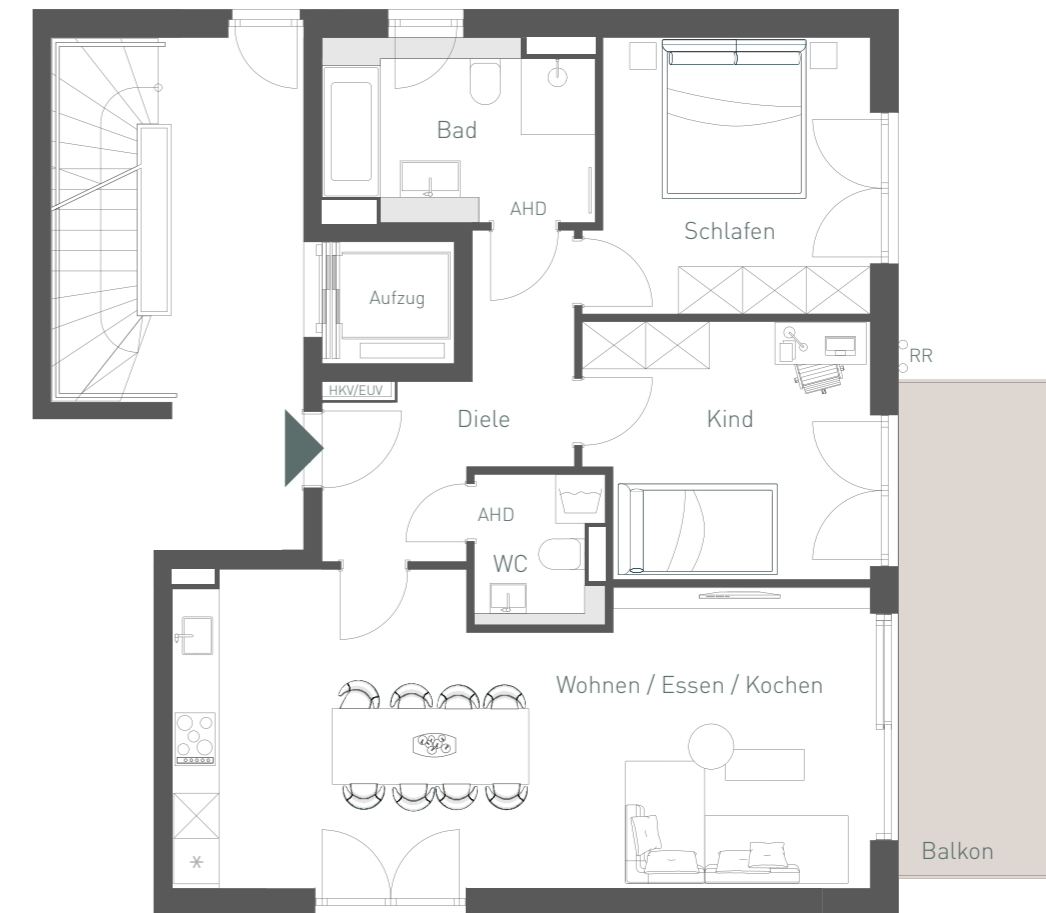 Bad
AHD
Schlafen
Aufzug
RR
HKV/EUV
Diele
Kind
AHD
WC
Wohnen / Essen / Kochen
Balkon